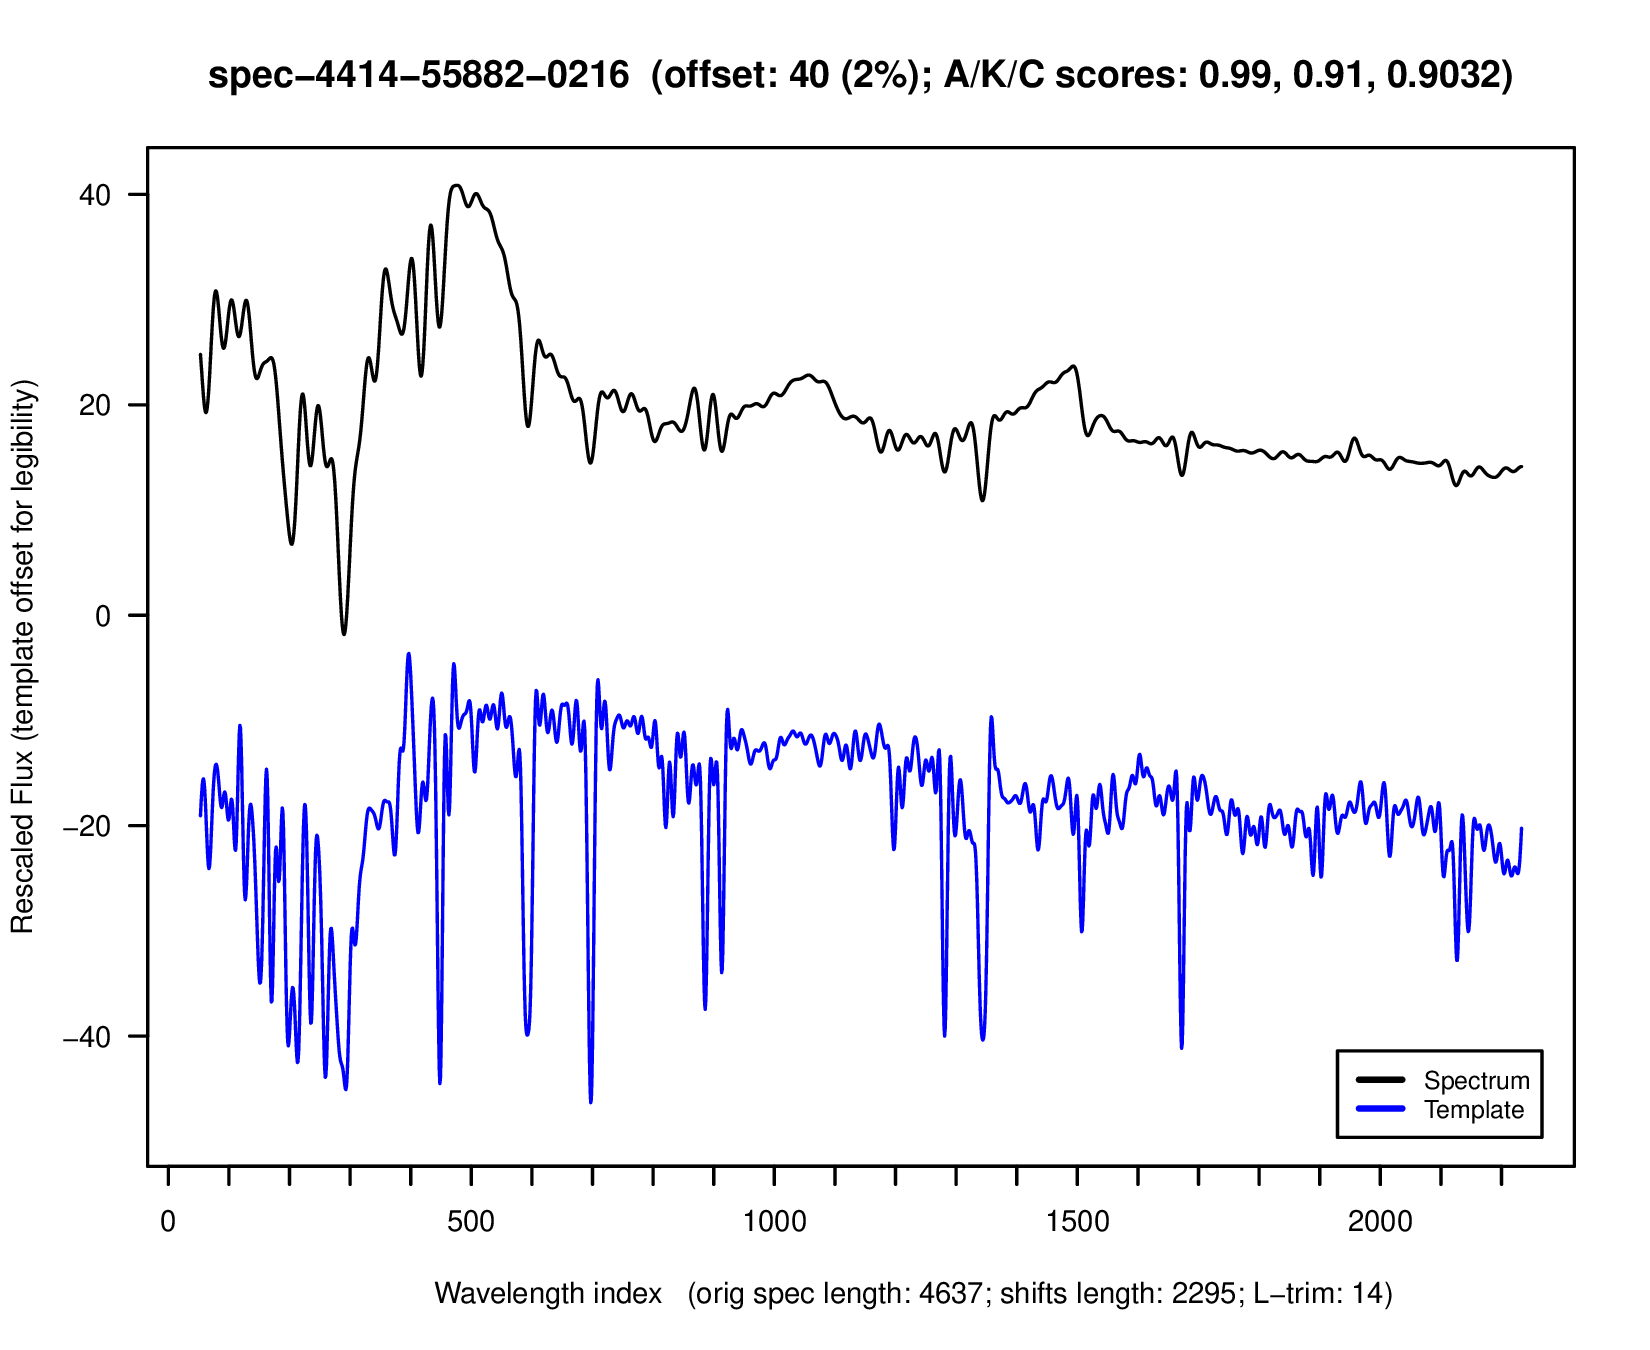 spec−4414−55882−0216 (offset: 40 (2%); A/K/C scores: 0.99, 0.91, 0.9032)
Rescaled Flux (template offset for legibility)
40
20
0
−20
−40
Spectrum
Template
0 500 1000 1500 2000
Wavelength index (orig spec length: 4637; shifts length: 2295; L−trim: 14)